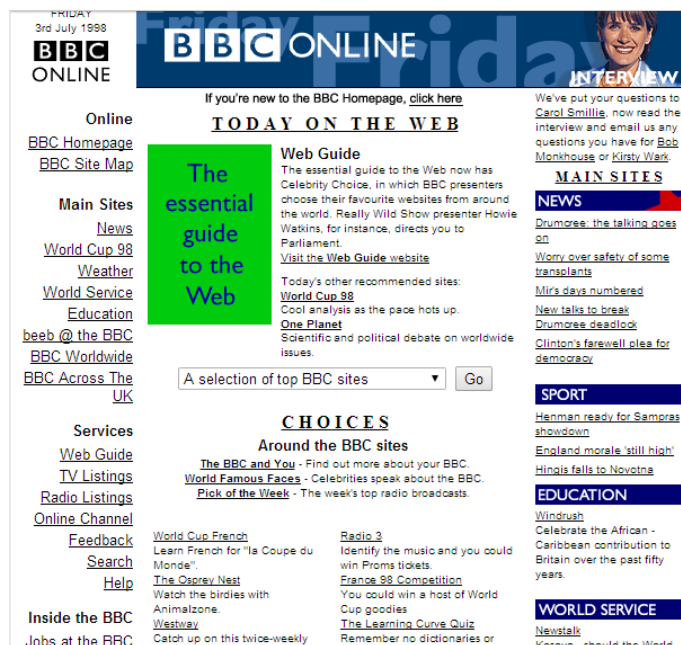 FRIDAY
3rd July 1998
BBC
ONLINE
Friday
Friday
BBC ONLINE
INTERVIEW
Online
BBC Homepage
BBC Site Map
Main Sites
News
World Cup 98
Weather
World Service
Education
beeb @ the BBC
BBC Worldwide
BBC Across The
UK
Services
Web Guide
TV Listings
Radio Listings
Online Channel
Feedback
Search
Help
Inside the BBC
Jobs at the BBC
If you're new to the BBC Homepage, click here
TODAY ON THE WEB
The
essential
guide
to the
Web
Web Guide
The essential guide to the Web now has
Celebrity Choice, in which BBC presenters
choose their favourite websites from around
the world. Really Wild Show presenter Howie
Watkins, for instance, directs you to
Parliament.
Visit the Web Guide website
Today's other recommended sites:
World Cup 98
Cool analysis as the pace hots up.
One Planet
Scientific and political debate on worldwide
issues.
A selection of top BBC sites
Go
CHOICES
Around the BBC sites
The BBC and You - Find out more about your BBC.
World Famous Faces - Celebrities speak about the BBC.
Pick of the Week - The week's top radio broadcasts.
World Cup French
Learn French for "la Coupe du
Monde".
The Osprey Nest
Watch the birdies with
Animalzone.
Westway
Catch up on this twice-weekly
Radio 3
Identify the music and you could
win Proms tickets.
France 98 Competition
You could win a host of World
Cup goodies
The Learning Curve Quiz
Remember no dictionaries or
We've put your questions to
Carol Smillie, now read the
interview and email us any
questions you have for Bob
Monkhouse or Kirsty Wark.
MAIN SITES
NEWS
Drumcree: the talking goes
on
Worry over safety of some
transplants
Mir's days numbered
New talks to break
Drumcree deadlock
Clinton's farewell plea for
democracy
SPORT
Henman ready for Sampras
showdown
England morale 'still high'
Hingis falls to Novotna
EDUCATION
Windrush
Celebrate the African -
Caribbean contribution to
Britain over the past fifty
years.
WORLD SERVICE
Newstalk
Kosovo - should the World